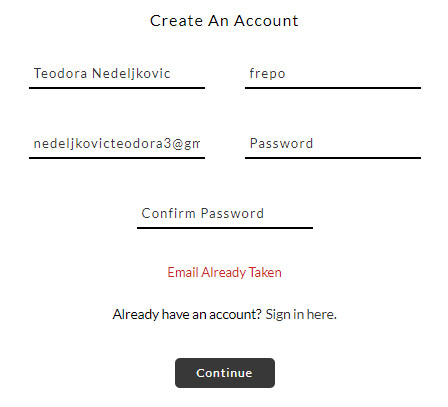 Create An Account
Teodora Nedeljkovic
frepo
nedeljkovicteodora3@gm
Password
Confirm Password
Email Already Taken
Already have an account? Sign in here.
Continue